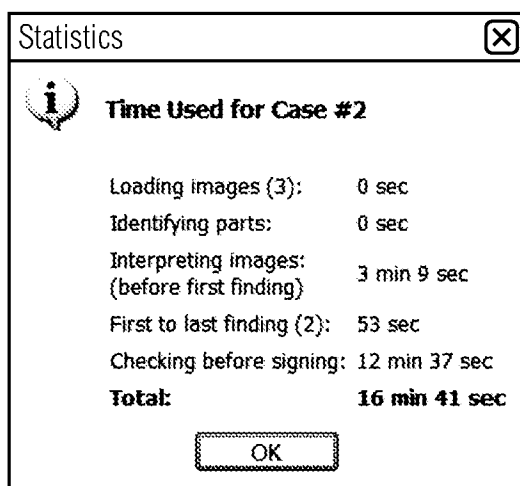 Statistics
Time Used for Case #2
Loading images (3): 0 sec
Identifying parts: 0 sec
Interpreting images:
(before first finding) 3 min 9 sec
First to last finding (2): 53 sec
Checking before signing: 12 min 37 sec
Total: 16 min 41 sec
OK